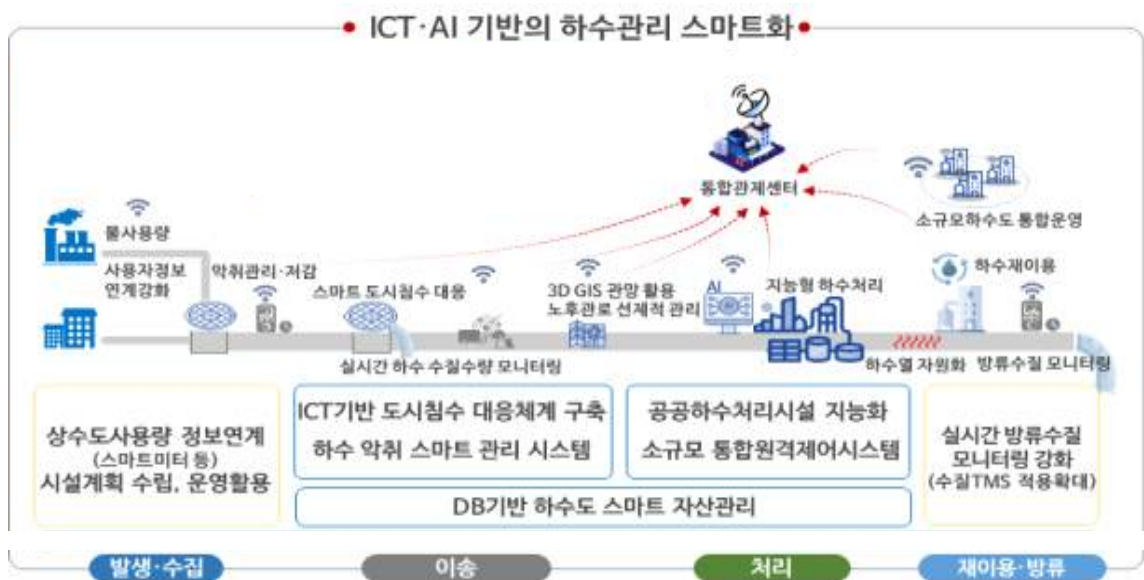 ICT·AI 기반의 하수관리 스마트화
통합관제센터
소규모하수도 통합운영
물사용량
사용자정보
연계강화
악취관리·저감
스마트 도시침수 대응
3D GIS 관망 활용
노후관로 선제적 관리
AI
지능형 하수처리
하수재이용
실시간 하수 수질수량 모니터링
하수열 자원화
방류수질 모니터링
상수도사용량 정보연계
(스마트미터 등)
시설계획 수립, 운영활용
ICT기반 도시침수 대응체계 구축
하수 악취 스마트 관리 시스템
공공하수처리시설 지능화
소규모 통합원격제어시스템
DB기반 하수도 스마트 자산관리
실시간 방류수질
모니터링 강화
(수질TMS 적용확대)
발생·수집
이송
처리
재이용·방류